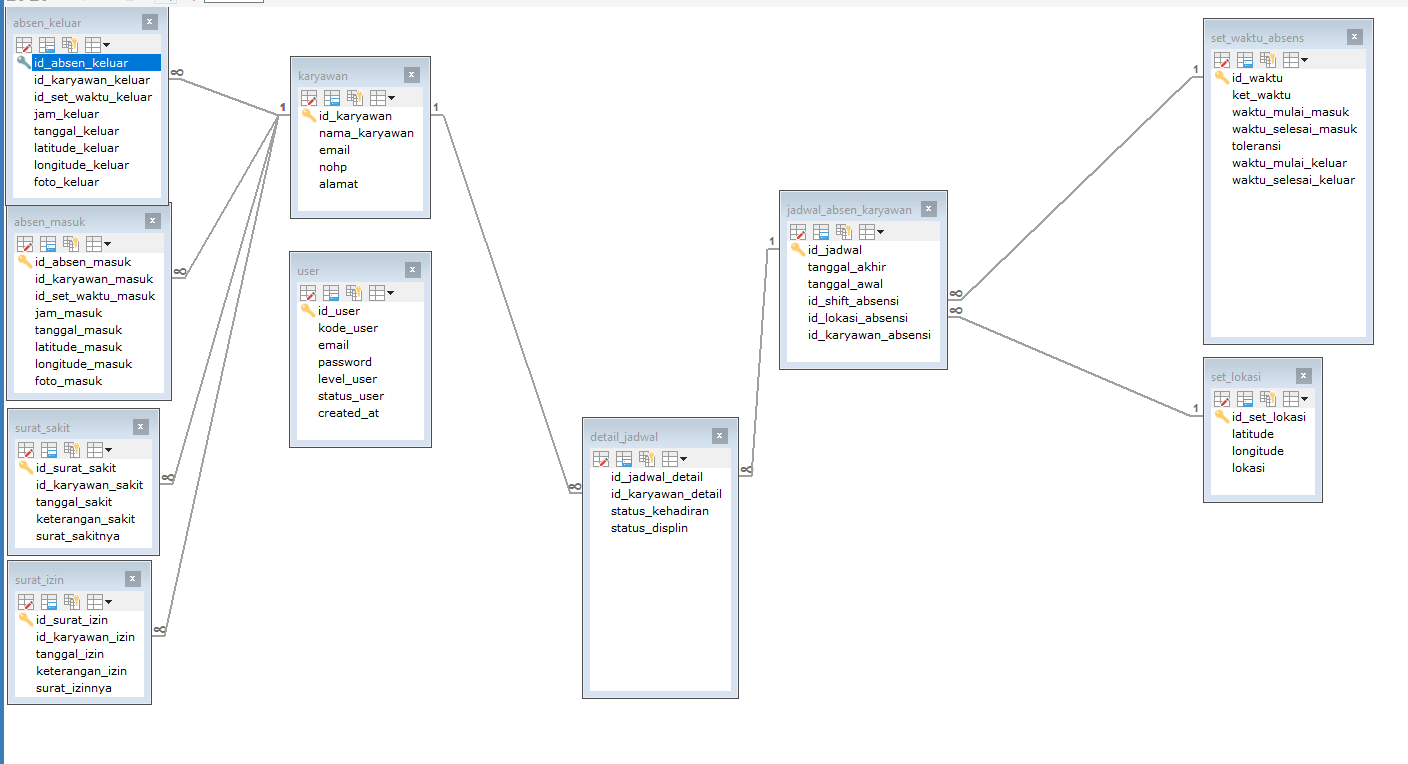 absen_keluar
id_absen_keluar
id_karyawan_keluar
id_set_waktu_keluar
jam_keluar
tanggal_keluar
latitude_keluar
longitude_keluar
foto_keluar
absen_masuk
id_absen_masuk
id_karyawan_masuk
id_set_waktu_masuk
jam_masuk
tanggal_masuk
latitude_masuk
longitude_masuk
foto_masuk
surat_sakit
id_surat_sakit
id_karyawan_sakit
tanggal_sakit
keterangan_sakit
surat_sakitnya
surat_izin
id_surat_izin
id_karyawan_izin
tanggal_izin
keterangan_izin
surat_izinnya
∞
∞
∞
∞
1
karyawan
id_karyawan
nama_karyawan
email
nohp
alamat
1
user
id_user
kode_user
email
password
level_user
status_user
created_at
∞
detail_jadwal
id_jadwal_detail
id_karyawan_detail
status_kehadiran
status_displin
∞
1
jadwal_absen_karyawan
id_jadwal
tanggal_akhir
tanggal_awal
id_shift_absensi
id_lokasi_absensi
id_karyawan_absensi
∞
∞
1
set_waktu_absens
id_waktu
ket_waktu
waktu_mulai_masuk
waktu_selesai_masuk
toleransi
waktu_mulai_keluar
waktu_selesai_keluar
1
set_lokasi
id_set_lokasi
latitude
longitude
lokasi